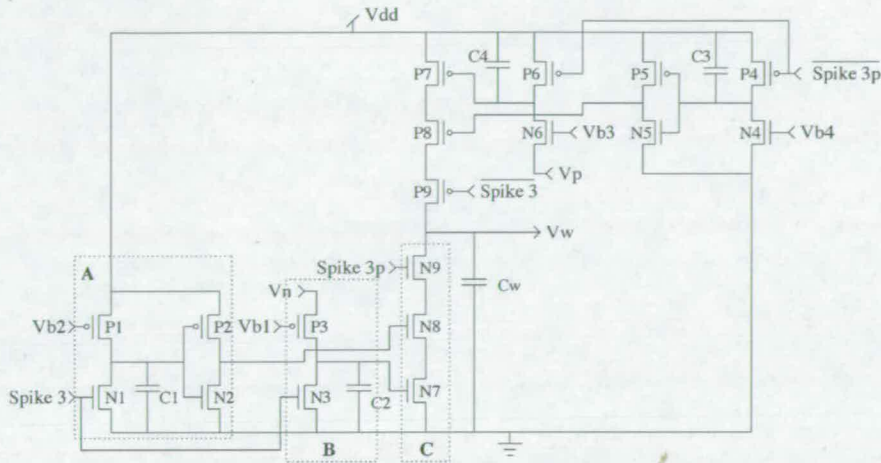 Vdd
P7
C4
P6
P5
C3
P4
Spike 3p
P8
N6
Vb3
N5
N4
Vb4
Vp
P9
Spike 3
Vw
A
Spike 3p
N9
Cw
Vn
Vb2
P1
P2
Vb1
P3
N8
Spike 3
N1
C1
N2
N3
C2
N7
B
C